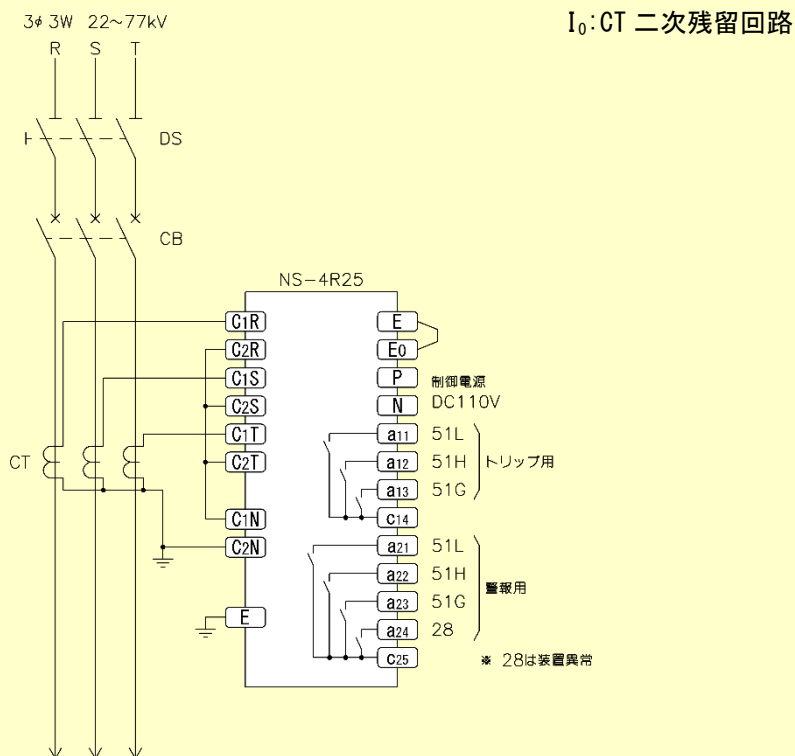 3φ 3W 22~77kV
I₀:CT 二次残留回路
R S T
DS
CB
NS-4R25
C1R
C2R
C1S
C2S
C1T
C2T
C1N
C2N
E
CT
E
E0
P 制御電源
N DC110V
a11 51L
a12 51H トリップ用
a13 51G
c14
a21 51L
a22 51H 警報用
a23 51G
a24 28
c25 ※ 28は装置異常